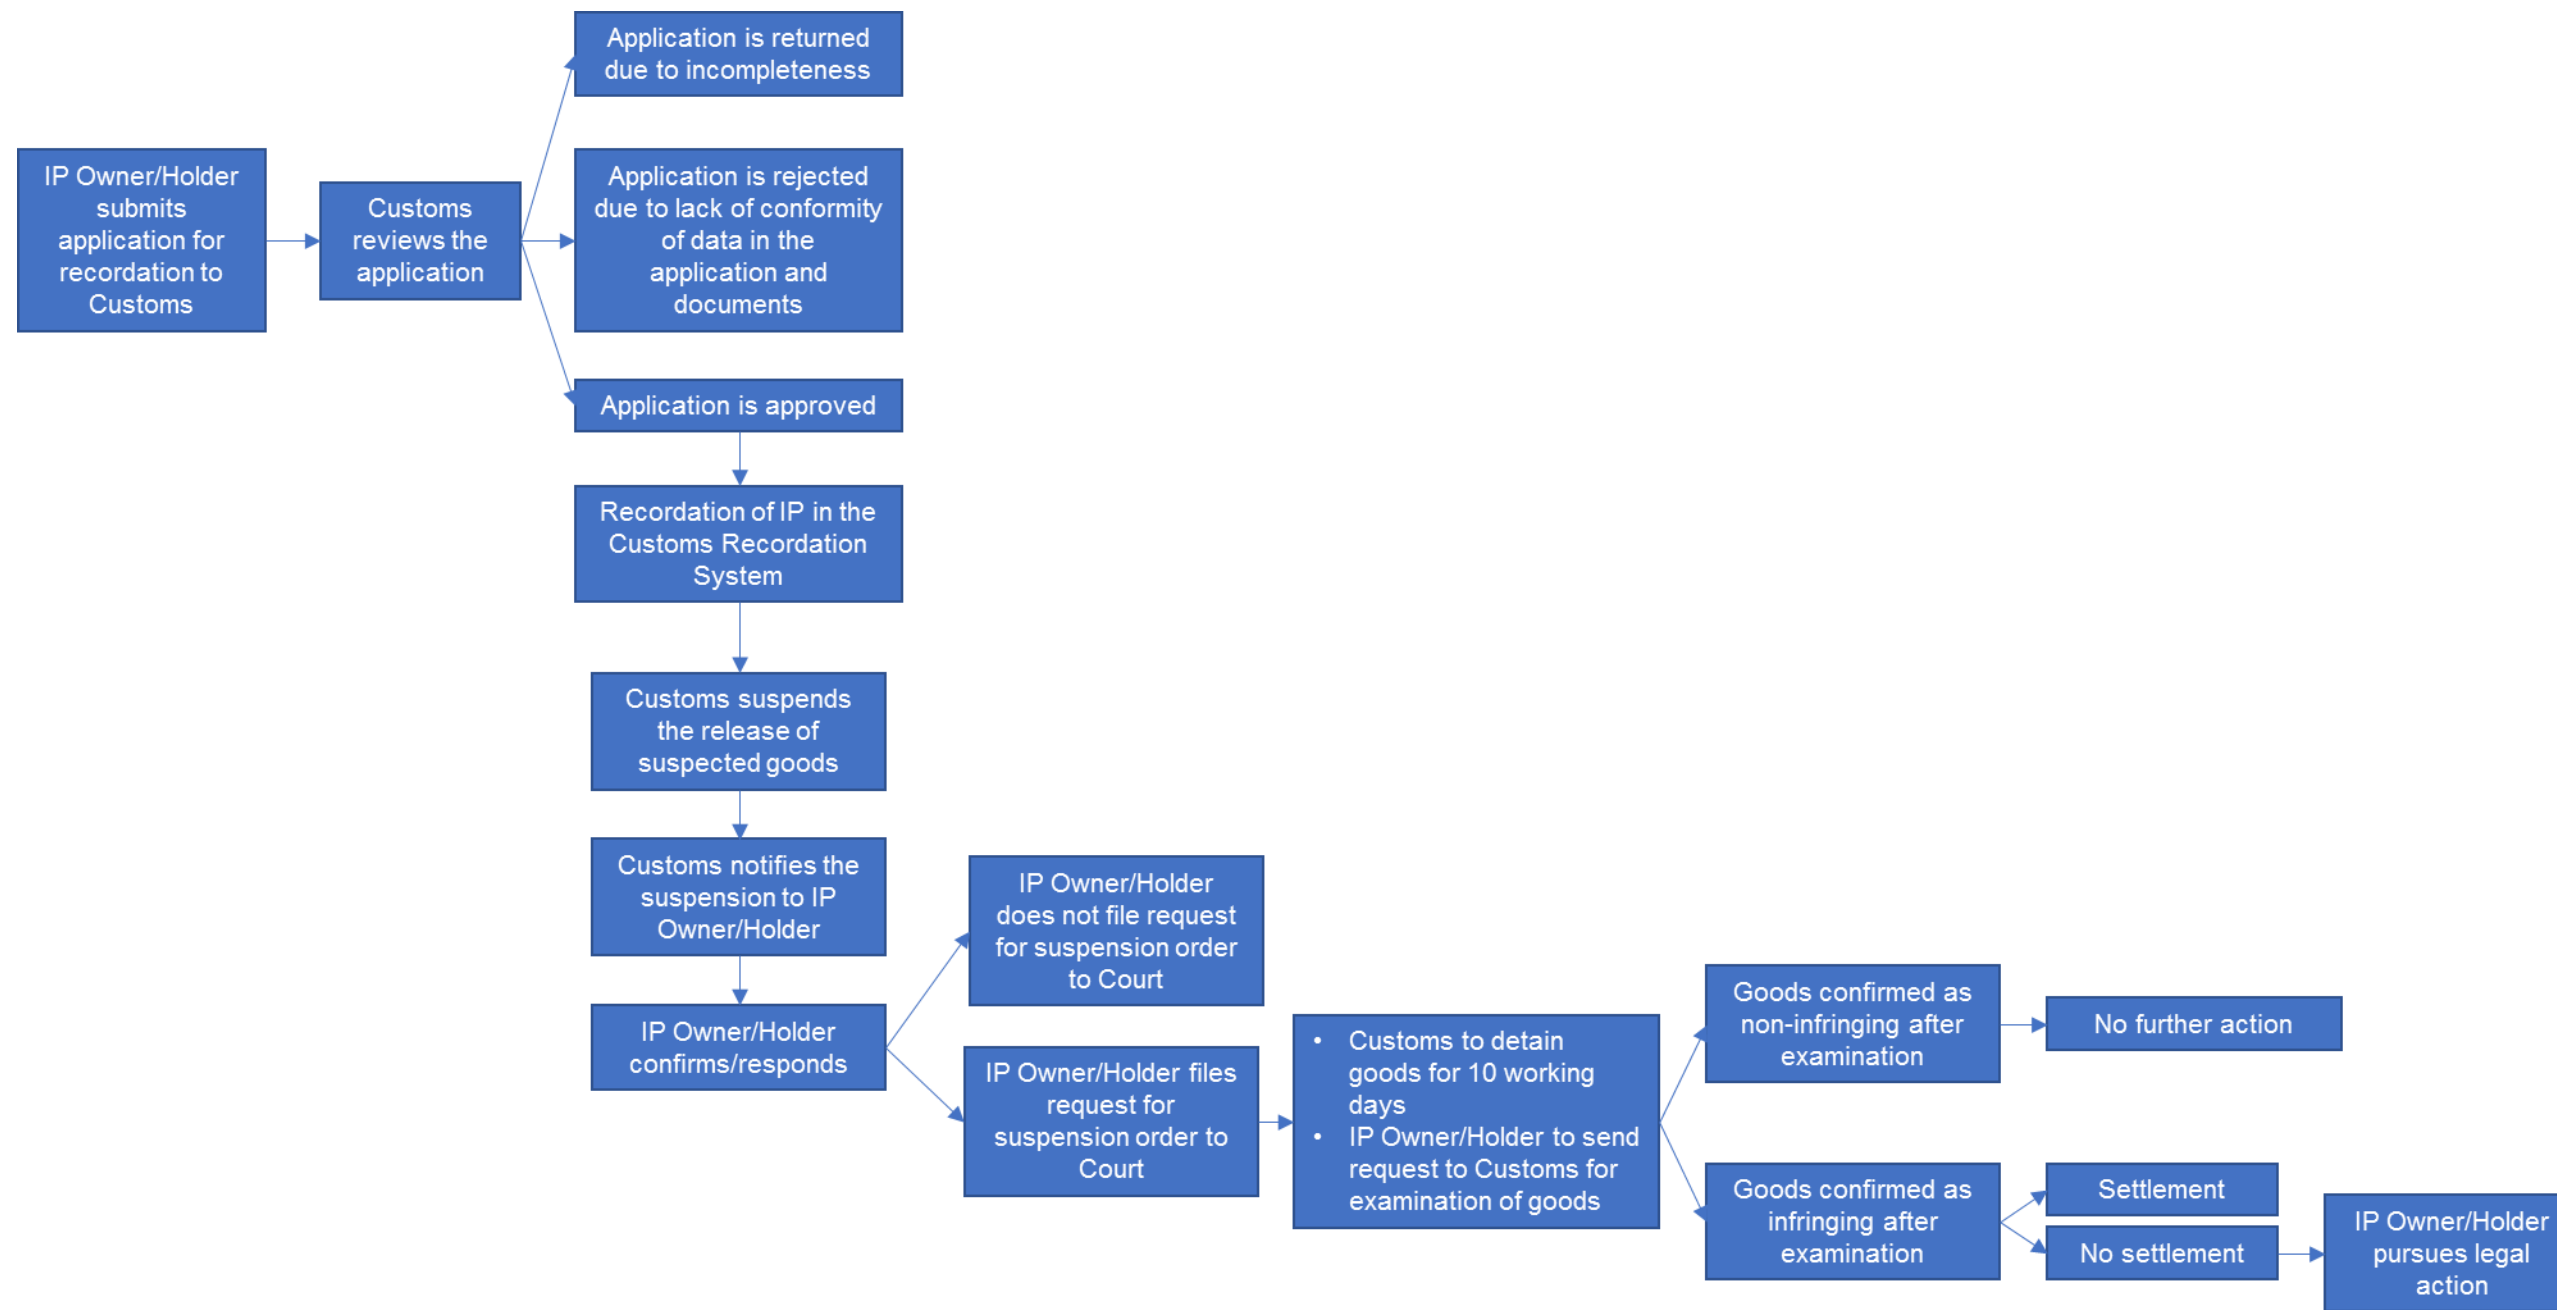 Application is returned
due to incompleteness
IP Owner/Holder
submits
application for
recordation to
Customs
Customs
reviews the
application
Application is rejected
due to lack of conformity
of data in the
application and
documents
Application is approved
Recordation of IP in the
Customs Recordation
System
Customs suspends
the release of
suspected goods
Customs notifies the
suspension to IP
Owner/Holder
IP Owner/Holder
confirms/responds
IP Owner/Holder
does not file request
for suspension order
to Court
IP Owner/Holder files
request for
suspension order to
Court
• Customs to detain
goods for 10 working
days
• IP Owner/Holder to send
request to Customs for
examination of goods
Goods confirmed as
non-infringing after
examination
No further action
Goods confirmed as
infringing after
examination
Settlement
No settlement
IP Owner/Holder
pursues legal
action